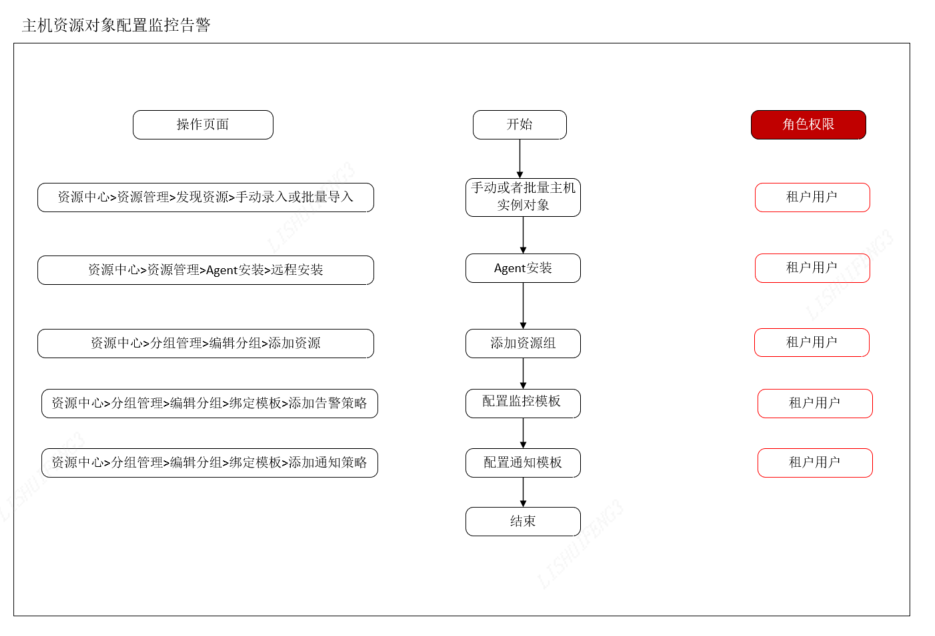 主机资源对象配置监控告警
操作页面
开始
角色权限
资源中心>资源管理>发现资源>手动录入或批量导入
手动或者批量主机
实例对象
租户用户
资源中心>资源管理>Agent安装>远程安装
Agent安装
租户用户
资源中心>分组管理>编辑分组>添加资源
添加资源组
租户用户
资源中心>分组管理>编辑分组>绑定模板>添加告警策略
配置监控模板
租户用户
资源中心>分组管理>编辑分组>绑定模板>添加通知策略
配置通知模板
租户用户
结束
LISHUIFENG3
LISHUIFENG3
LISHUIFENG3
LISHUIFENG3